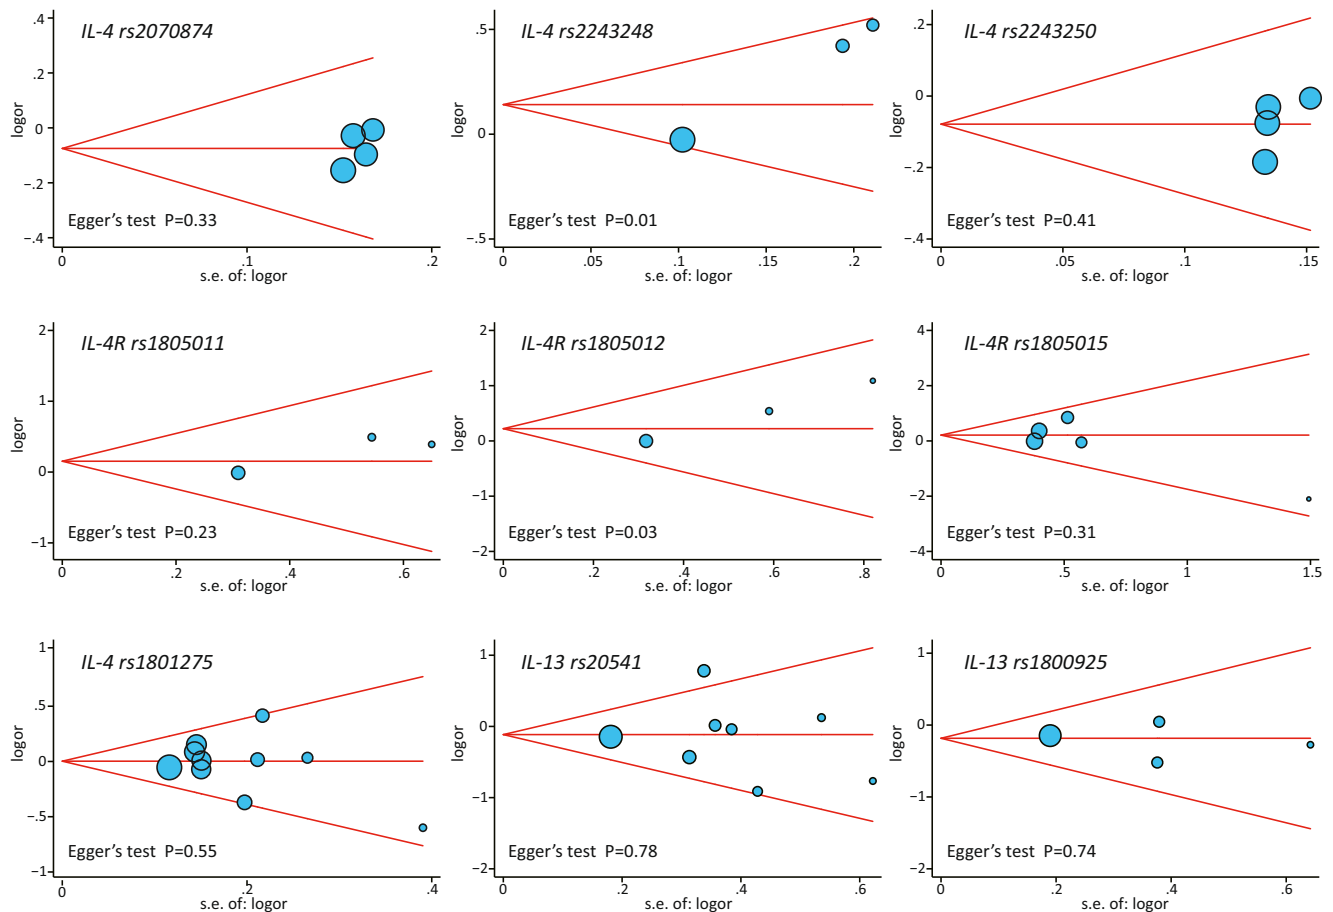 IL-4 rs2070874
.4
.2
0
−.2
−.4
logor
Egger's test P=0.33
0
.1
.2
s.e. of: logor
IL-4 rs2243248
.5
0
−.5
logor
Egger's test P=0.01
0
.05
.1
.15
.2
s.e. of: logor
IL-4 rs2243250
.2
0
−.2
−.4
logor
Egger's test P=0.41
0
.05
.1
.15
s.e. of: logor
IL-4R rs1805011
2
1
0
−1
logor
Egger's test P=0.23
0
.2
.4
.6
s.e. of: logor
IL-4R rs1805012
2
1
0
−1
−2
logor
Egger's test P=0.03
0
.2
.4
.6
.8
s.e. of: logor
IL-4R rs1805015
4
2
0
−2
−4
logor
Egger's test P=0.31
0
.5
1
1.5
s.e. of: logor
IL-4 rs1801275
1
.5
0
−.5
−1
logor
Egger's test P=0.55
0
.2
.4
s.e. of: logor
IL-13 rs20541
1
0
−1
−2
logor
Egger's test P=0.78
0
.2
.4
.6
s.e. of: logor
IL-13 rs1800925
1
0
−1
−2
logor
Egger's test P=0.74
0
.2
.4
.6
s.e. of: logor